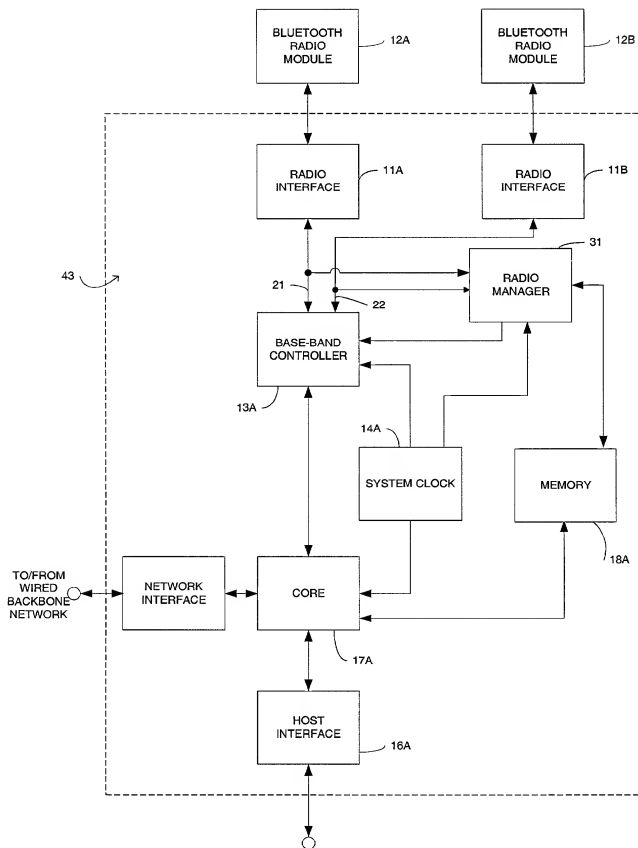 BLUETOOTH
RADIO
MODULE
12A
BLUETOOTH
RADIO
MODULE
12B
RADIO
INTERFACE
11A
RADIO
INTERFACE
11B
43
21
22
31
RADIO
MANAGER
BASE-BAND
CONTROLLER
13A
14A
SYSTEM CLOCK
MEMORY
18A
TO/FROM
WIRED
BACKBONE
NETWORK
NETWORK
INTERFACE
CORE
17A
HOST
INTERFACE
16A